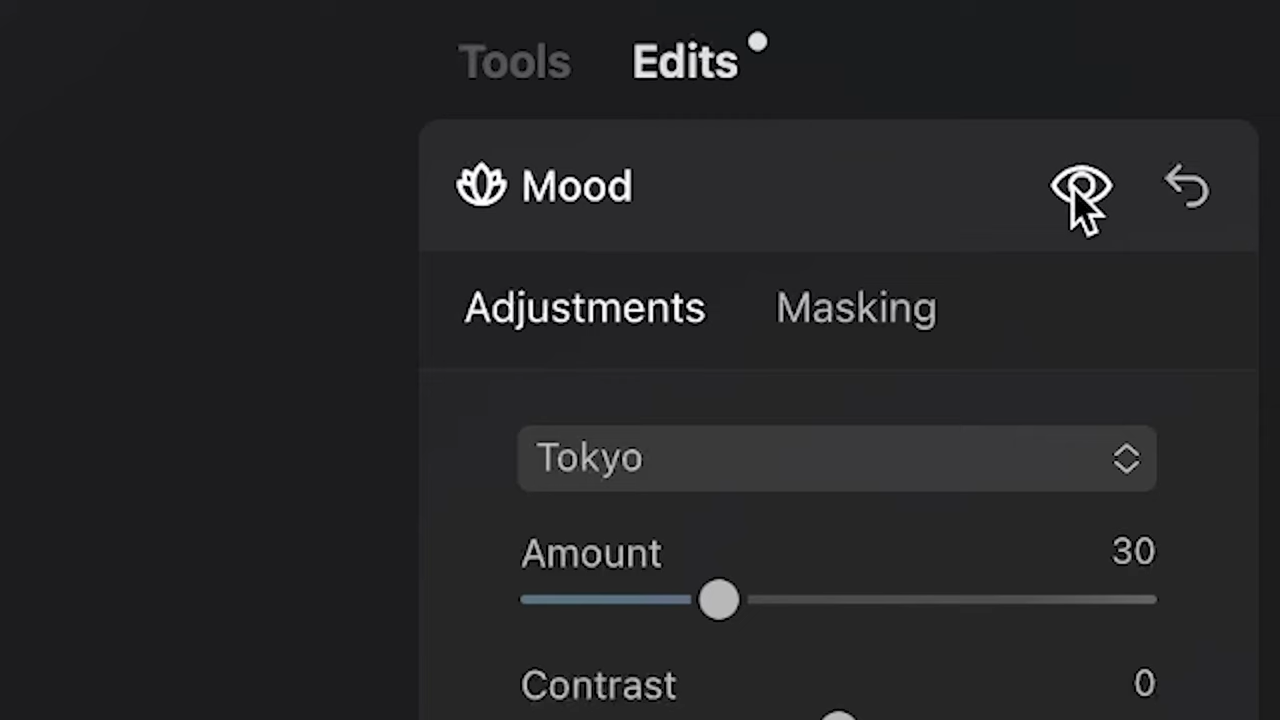 Tools Edits
Mood
Adjustments Masking
Tokyo
Amount 30
Contrast 0